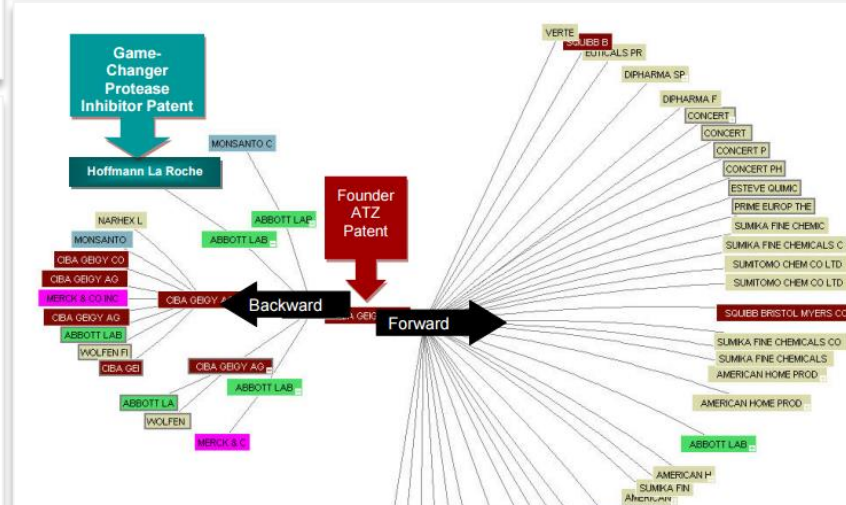 Game-
Changer
Protease
Inhibitor Patent
Hoffmann La Roche
MONSANTO C
ABBOTT LAB
ABBOTT LAB
Founder
ATZ
Patent
NARHEX L
MONSANTO
CIBA GEIGY CO
CIBA GEIGY AG
MERCK & CO INC
CIBA GEIGY AG
ABBOTT LAB
WOLFEN FI
CIBA GEI
CIBA GEIGY A
Backward
CIBA GEIGY AG
ABBOTT LAB
ABBOTT LA
WOLFEN
MERCK & C
Forward
VERTE
SQUIBB B
EUTICALS PR
DIPHARMA SP
DIPHARMA F
CONCERT
CONCERT
CONCERT P
CONCERT PH
ESTEVE QUIMIC
PRIME EUROP THE
SUMIKA FINE CHEMIC
SUMIKA FINE CHEMICALS C
SUMITOMO CHEM CO LTD
SUMITOMO CHEM CO LTD
SQUIBB BRISTOL MYERS CO
SUMIKA FINE CHEMICALS CO
SUMIKA FINE CHEMICALS
AMERICAN HOME PROD
AMERICAN HOME PROD
ABBOTT LAB
AMERICAN H
SUMIKA FIN
AMERICAN